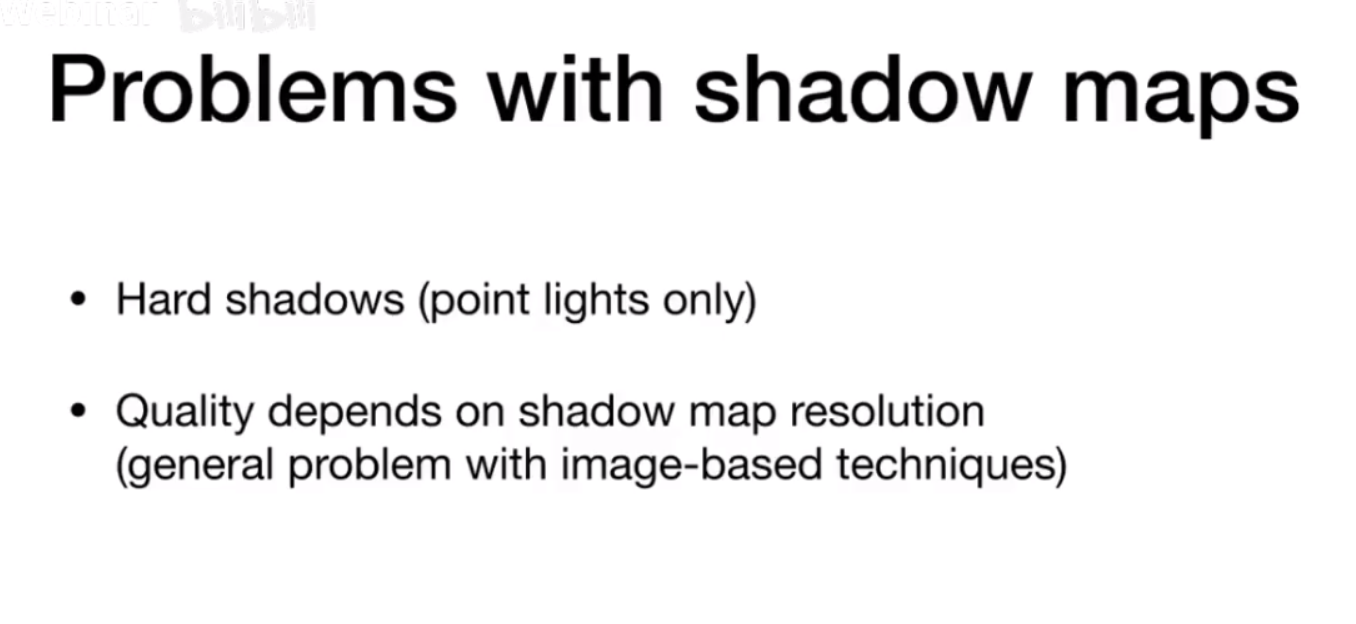 webinar bilibili
Problems with shadow maps
• Hard shadows (point lights only)
• Quality depends on shadow map resolution
(general problem with image-based techniques)